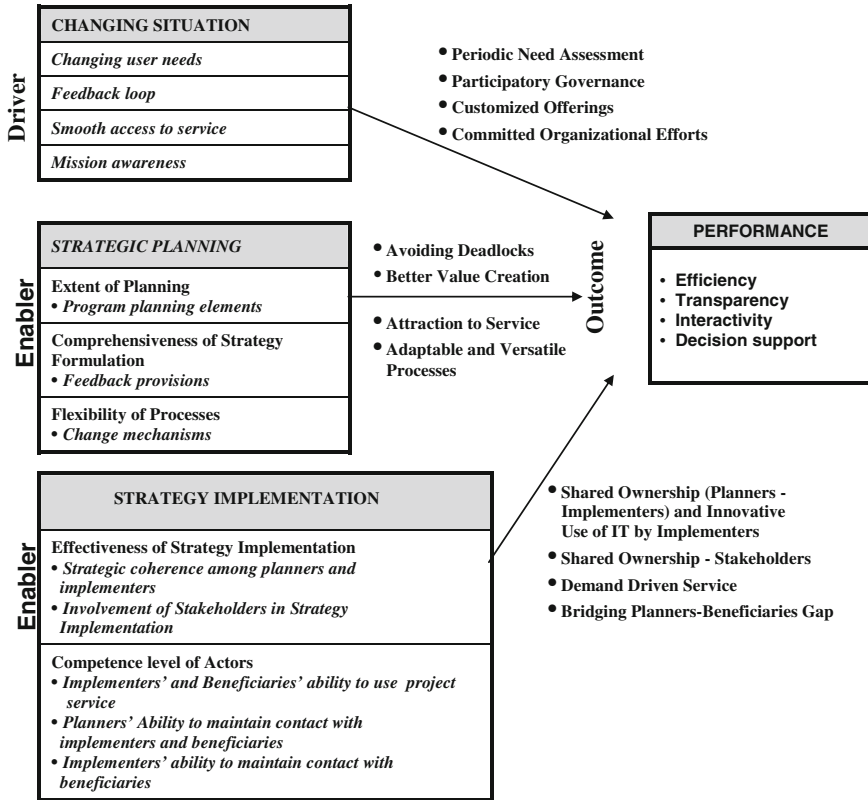 Driver
CHANGING SITUATION
Changing user needs
Feedback loop
Smooth access to service
Mission awareness
• Periodic Need Assessment
• Participatory Governance
• Customized Offerings
• Committed Organizational Efforts
Enabler
STRATEGIC PLANNING
Extent of Planning
• Program planning elements
Comprehensiveness of Strategy
Formulation
• Feedback provisions
Flexibility of Processes
• Change mechanisms
• Avoiding Deadlocks
• Better Value Creation
• Attraction to Service
• Adaptable and Versatile
Processes
Outcome
PERFORMANCE
• Efficiency
• Transparency
• Interactivity
• Decision support
Enabler
STRATEGY IMPLEMENTATION
Effectiveness of Strategy Implementation
• Strategic coherence among planners and
implementers
• Involvement of Stakeholders in Strategy
Implementation
Competence level of Actors
• Implementers’ and Beneficiaries’ ability to use project
service
• Planners’ Ability to maintain contact with
implementers and beneficiaries
• Implementers’ ability to maintain contact with
beneficiaries
• Shared Ownership (Planners -
Implementers) and Innovative
Use of IT by Implementers
• Shared Ownership - Stakeholders
• Demand Driven Service
• Bridging Planners-Beneficiaries Gap